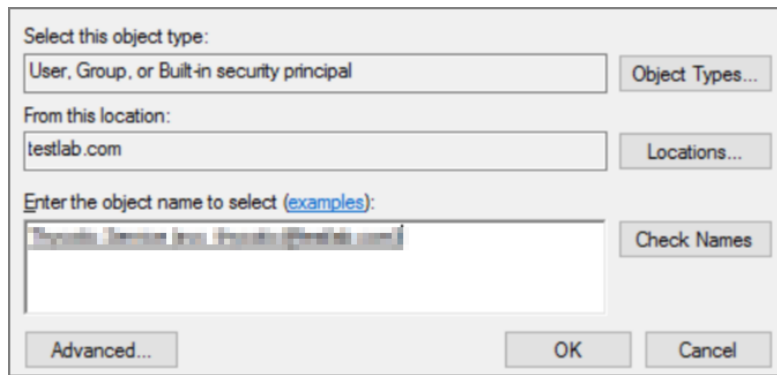 Select this object type:
User, Group, or Built-in security principal
Object Types...
From this location:
testlab.com
Locations...
Enter the object name to select (examples):
Check Names
Advanced...
OK
Cancel